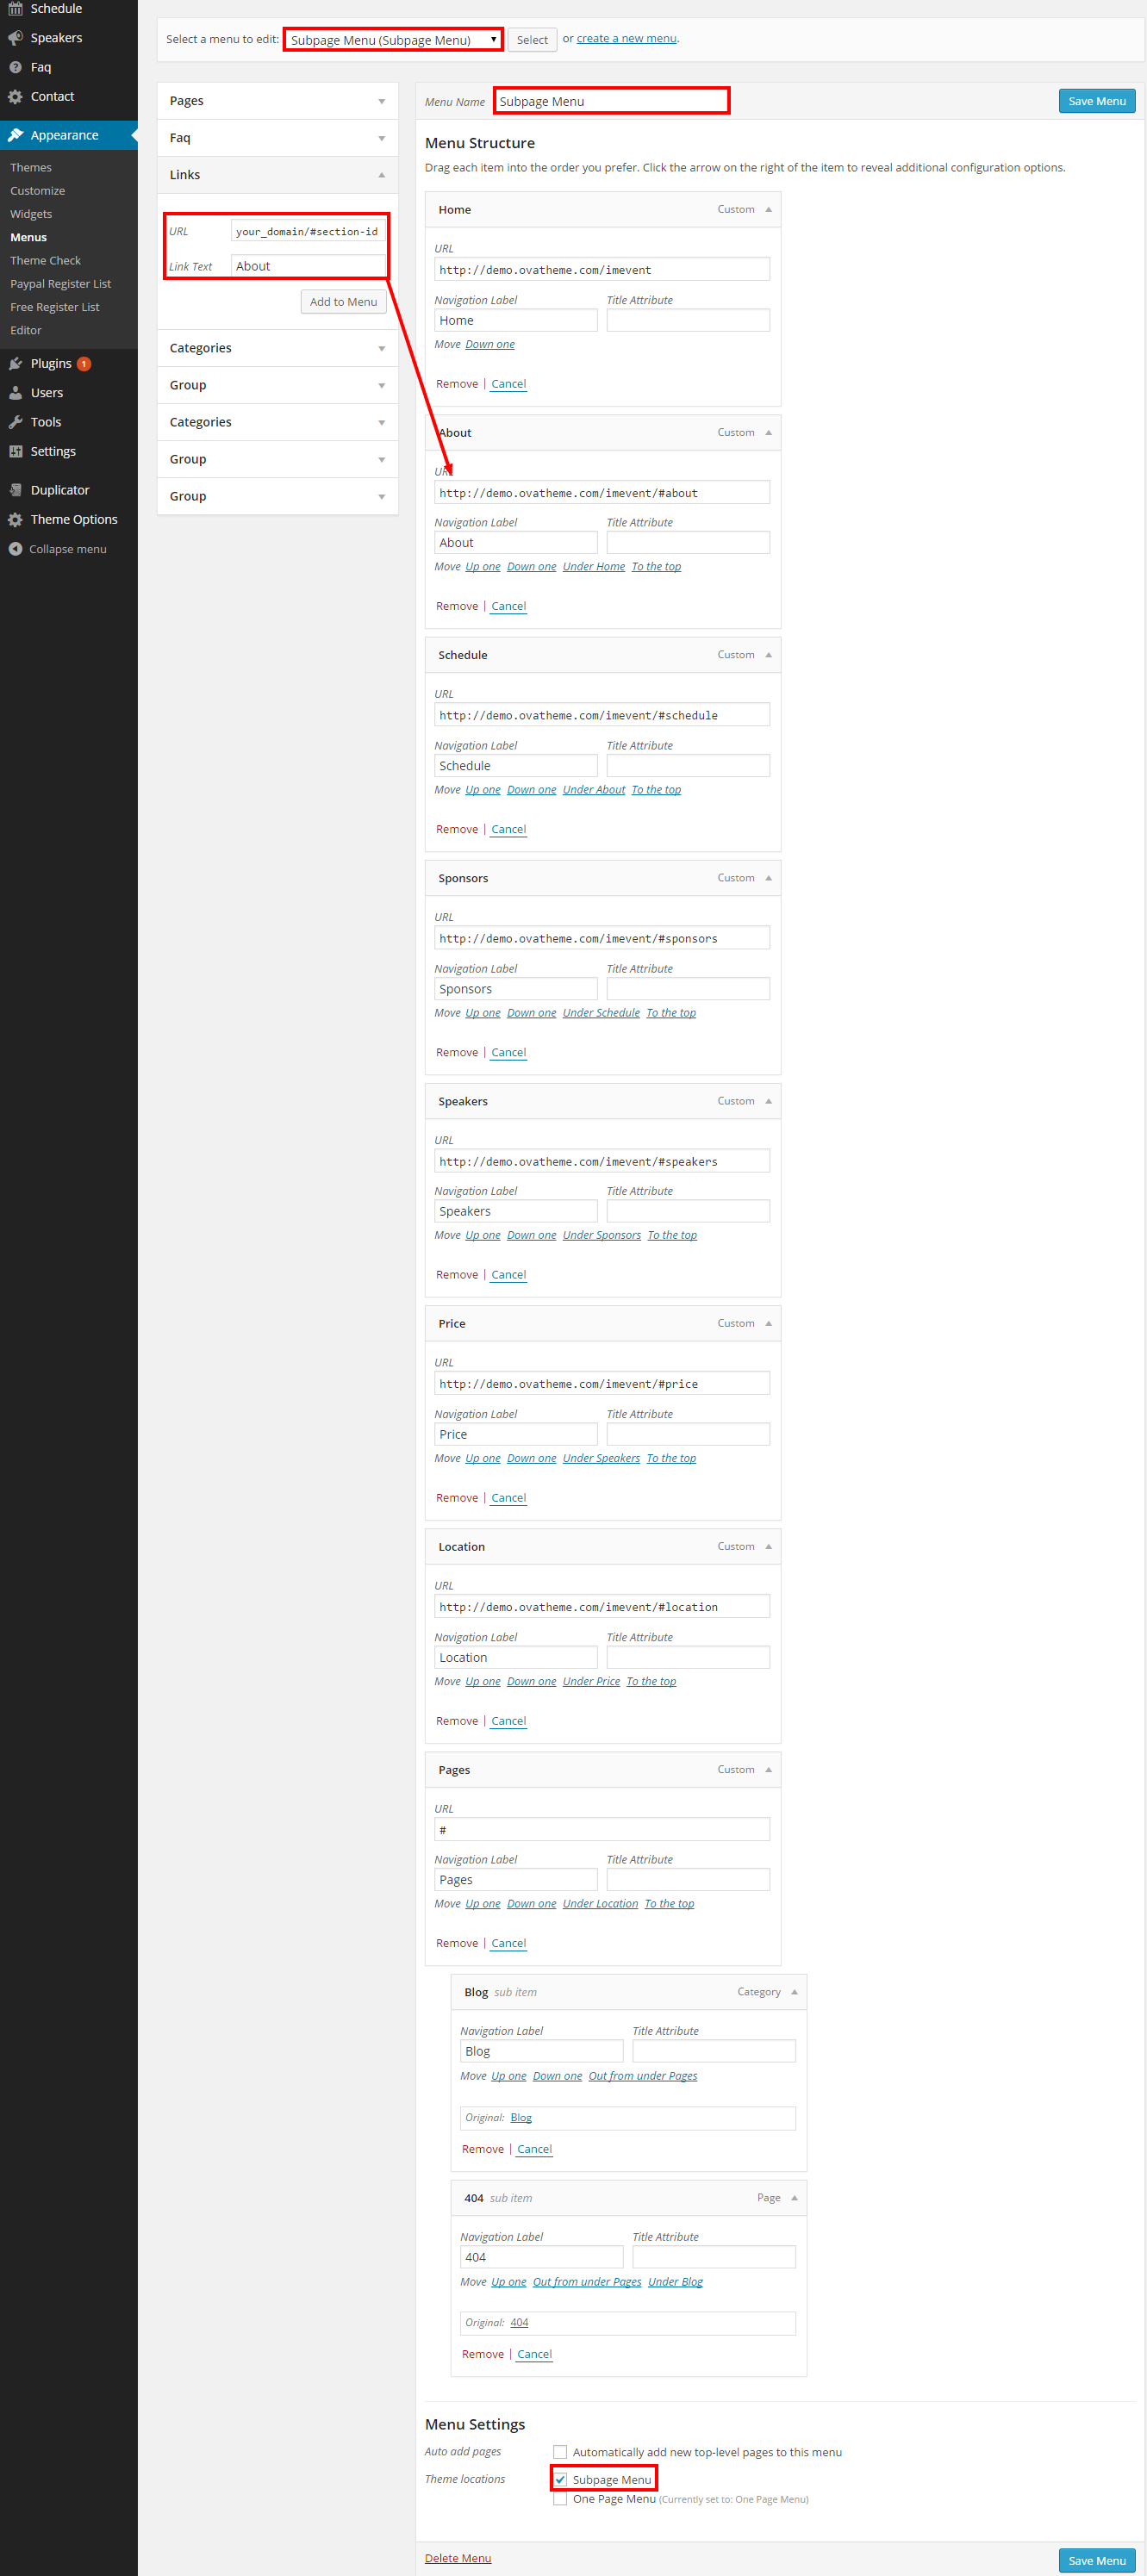 Schedule
Speakers
Faq
Contact
Appearance
Themes
Customize
Widgets
Menus
Theme Check
Paypal Register List
Free Register List
Editor
Plugins 1
Users
Tools
Settings
Duplicator
Theme Options
Collapse menu
Select a menu to edit: Subpage Menu (Subpage Menu) Select or create a new menu.
Pages
Faq
Links
URL your_domain/#section-id
Link Text About
Add to Menu
Categories
Group
Categories
Group
Group
Menu Name Subpage Menu Save Menu
Menu Structure
Drag each item into the order you prefer. Click the arrow on the right of the item to reveal additional configuration options.
Home Custom
URL
http://demo.ovatheme.com/imevent
Navigation Label Title Attribute
Home
Move Down one
Remove | Cancel
About Custom
URL
http://demo.ovatheme.com/imevent/#about
Navigation Label Title Attribute
About
Move Up one Down one Under Home To the top
Remove | Cancel
Schedule Custom
URL
http://demo.ovatheme.com/imevent/#schedule
Navigation Label Title Attribute
Schedule
Move Up one Down one Under About To the top
Remove | Cancel
Sponsors Custom
URL
http://demo.ovatheme.com/imevent/#sponsors
Navigation Label Title Attribute
Sponsors
Move Up one Down one Under Schedule To the top
Remove | Cancel
Speakers Custom
URL
http://demo.ovatheme.com/imevent/#speakers
Navigation Label Title Attribute
Speakers
Move Up one Down one Under Sponsors To the top
Remove | Cancel
Price Custom
URL
http://demo.ovatheme.com/imevent/#price
Navigation Label Title Attribute
Price
Move Up one Down one Under Speakers To the top
Remove | Cancel
Location Custom
URL
http://demo.ovatheme.com/imevent/#location
Navigation Label Title Attribute
Location
Move Up one Down one Under Price To the top
Remove | Cancel
Pages Custom
URL
#
Navigation Label Title Attribute
Pages
Move Up one Down one Under Location To the top
Remove | Cancel
Blog sub item Category
Navigation Label Title Attribute
Blog
Move Up one Down one Out from under Pages
Original: Blog
Remove | Cancel
404 sub item Page
Navigation Label Title Attribute
404
Move Up one Out from under Pages Under Blog
Original: 404
Remove | Cancel
Menu Settings
Auto add pages Automatically add new top-level pages to this menu
Theme locations Subpage Menu
One Page Menu (Currently set to: One Page Menu)
Delete Menu Save Menu